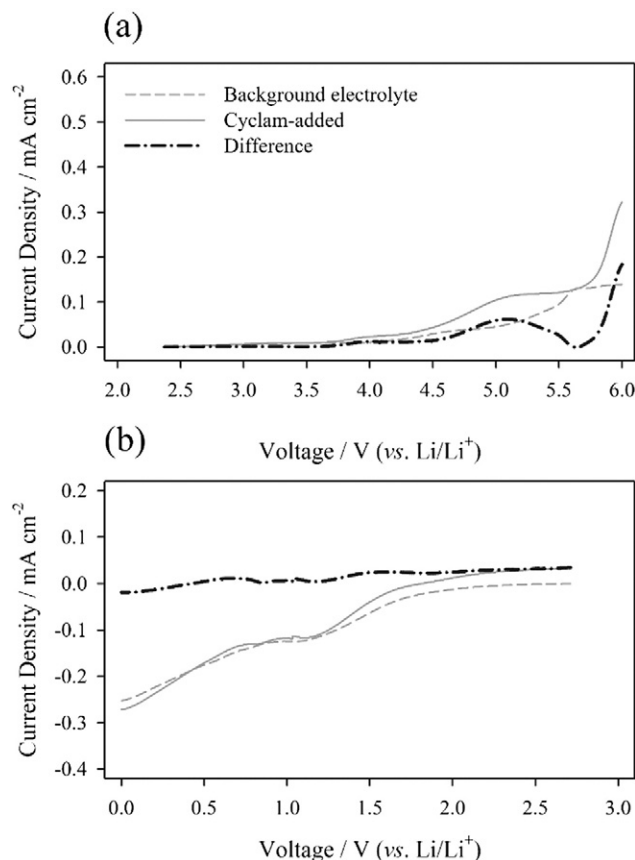 (a)
Current Density / mA cm⁻²
0.6
0.5
0.4
0.3
0.2
0.1
0.0
Background electrolyte
Cyclam-added
Difference
2.0 2.5 3.0 3.5 4.0 4.5 5.0 5.5 6.0
Voltage / V (vs. Li/Li⁺)
(b)
Current Density / mA cm⁻²
0.2
0.1
0.0
-0.1
-0.2
-0.3
-0.4
0.0 0.5 1.0 1.5 2.0 2.5 3.0
Voltage / V (vs. Li/Li⁺)